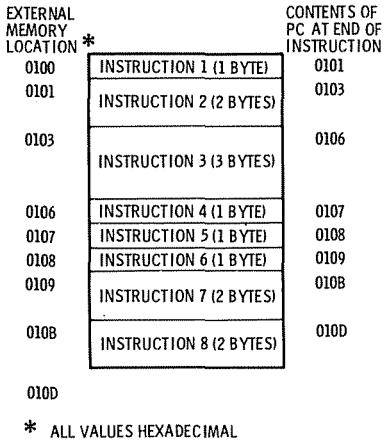 EXTERNAL MEMORY LOCATION *
CONTENTS OF PC AT END OF INSTRUCTION
0100 INSTRUCTION 1 (1 BYTE) 0101
0101 INSTRUCTION 2 (2 BYTES) 0103
0103 INSTRUCTION 3 (3 BYTES) 0106
0106 INSTRUCTION 4 (1 BYTE) 0107
0107 INSTRUCTION 5 (1 BYTE) 0108
0108 INSTRUCTION 6 (1 BYTE) 0109
0109 INSTRUCTION 7 (2 BYTES) 010B
010B INSTRUCTION 8 (2 BYTES) 010D
010D
* ALL VALUES HEXADECIMAL